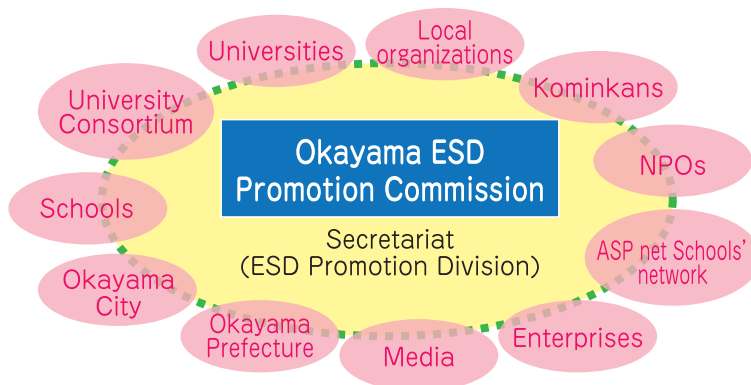 Universities
Local
organizations
Kominkans
University
Consortium
NPOs
Okayama ESD
Promotion Commission
Schools
Secretariat
(ESD Promotion Division)
ASP net Schools'
network
Okayama
City
Okayama
Prefecture
Media
Enterprises